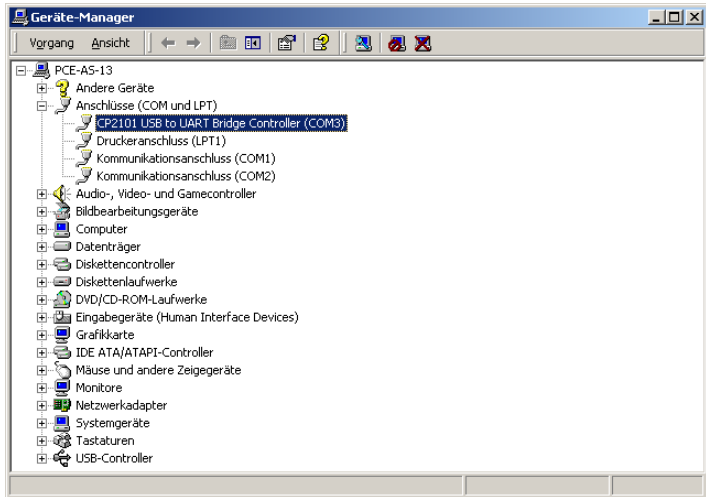 Geräte-Manager
Vorgang Ansicht
PCE-AS-13
Andere Geräte
Anschlüsse (COM und LPT)
CP2101 USB to UART Bridge Controller (COM3)
Druckeranschluss (LPT1)
Kommunikationsanschluss (COM1)
Kommunikationsanschluss (COM2)
Audio-, Video- und Gamecontroller
Bildbearbeitungsgeräte
Computer
Datenträger
Diskettencontroller
Diskettenlaufwerke
DVD/CD-ROM-Laufwerke
Eingabegeräte (Human Interface Devices)
Grafikkarte
IDE ATA/ATAPI-Controller
Mäuse und andere Zeigegeräte
Monitore
Netzwerkadapter
Systemgeräte
Tastaturen
USB-Controller